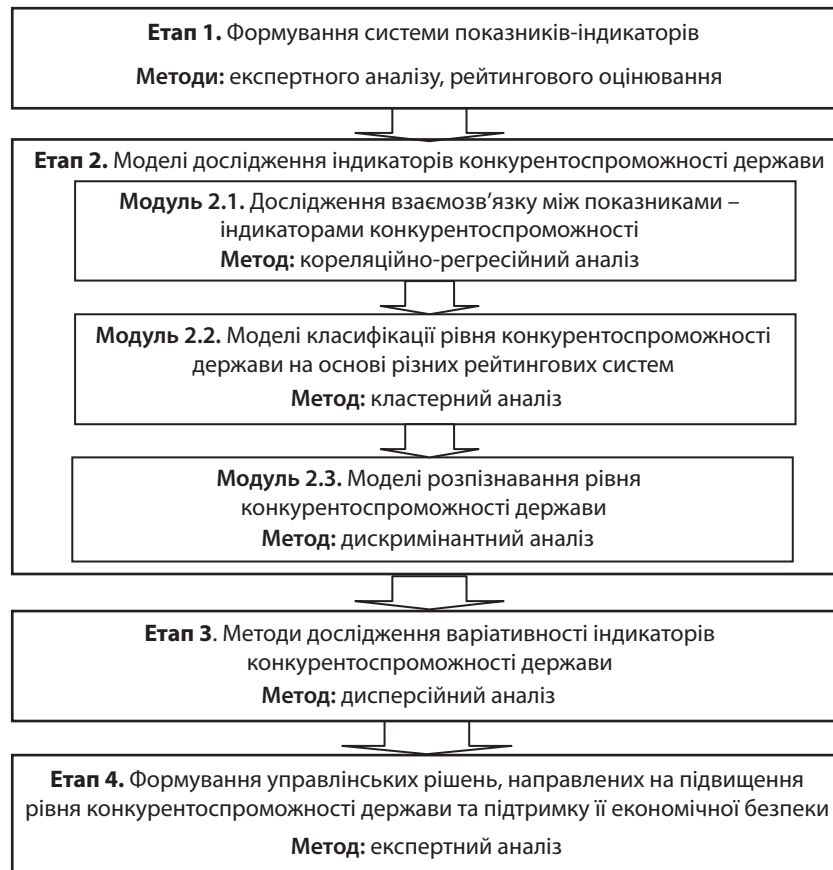 Етап 1. Формування системи показників-індикаторів
Методи: експертного аналізу, рейтингового оцінювання
Етап 2. Моделі дослідження індикаторів конкурентоспроможності держави
Модуль 2.1. Дослідження взаємозв’язку між показниками –
індикаторами конкурентоспроможності
Метод: кореляційно-регресійний аналіз
Модуль 2.2. Моделі класифікації рівня конкурентоспроможності
держави на основі різних рейтингових систем
Метод: кластерний аналіз
Модуль 2.3. Моделі розпізнавання рівня
конкурентоспроможності держави
Метод: дискримінантний аналіз
Етап 3. Методи дослідження варіативності індикаторів
конкурентоспроможності держави
Метод: дисперсійний аналіз
Етап 4. Формування управлінських рішень, направлених на підвищення
рівня конкурентоспроможності держави та підтримку її економічної безпеки
Метод: експертний аналіз